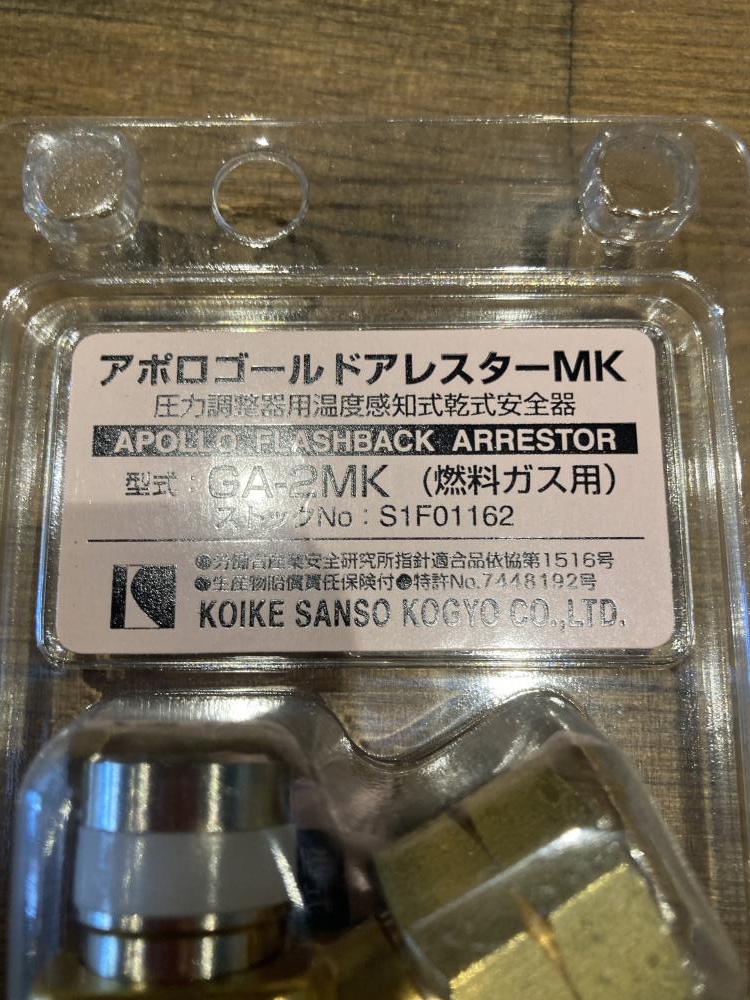 アポロゴールドアレスターMK
圧力調整器用温度感知式乾式安全器
APOLLO FLASHBACK ARRESTOR
型式：GA-2MK （燃料ガス用）
ストックNo：S1F01162
●労働省産業安全研究所指針適合品依協第1516号
●生産物賠償責任保険付●特許No.7448192号
KOIKE SANSO KOGYO CO.,LTD.